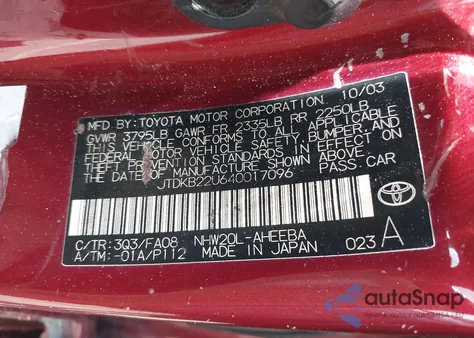 MFD. BY: TOYOTA MOTOR CORPORATION 10/03
GVWR 3795LB GAWR FR 2335LB RR 2250LB
THIS VEHICLE CONFORMS TO ALL APPLICABLE
FEDERAL MOTOR VEHICLE SAFETY, BUMPER, AND
THEFT PREVENTION STANDARDS IN EFFECT ON
THE DATE OF MANUFACTURE SHOWN ABOVE.
JTDKB22U640017096 PASS.CAR
C/TR: 3Q3/FA08 NHW20L-AHEEBA
A/TM: -01A/P112 MADE IN JAPAN 023 A
TOYOTA
autoSnap